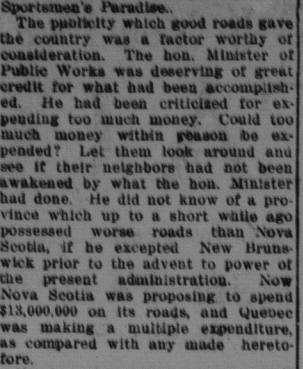 Sportsmen's Paradise..
The publicity which good roads gave
the country was a factor worthy of
consideration. The hon. Minister of
Public Works was deserving of great
credit for what had been accomplish-
ed. He had been criticized for ex-
pending too much money. Could too
much money within reason be ex-
pended? Let them look around and
see if their neighbors had not been
awakened by what the hon. Minister
had done. He did not know of a pro-
vince which up to a short while ago
possessed worse roads than Nova
Scotia, if he excepted New Bruns-
wick prior to the advent to power of
the present administration. Now
Nova Scotia was proposing to spend
$13,000,000 on its roads, and Quebec
was making a multiple expenditure,
as compared with any made hereto-
fore.